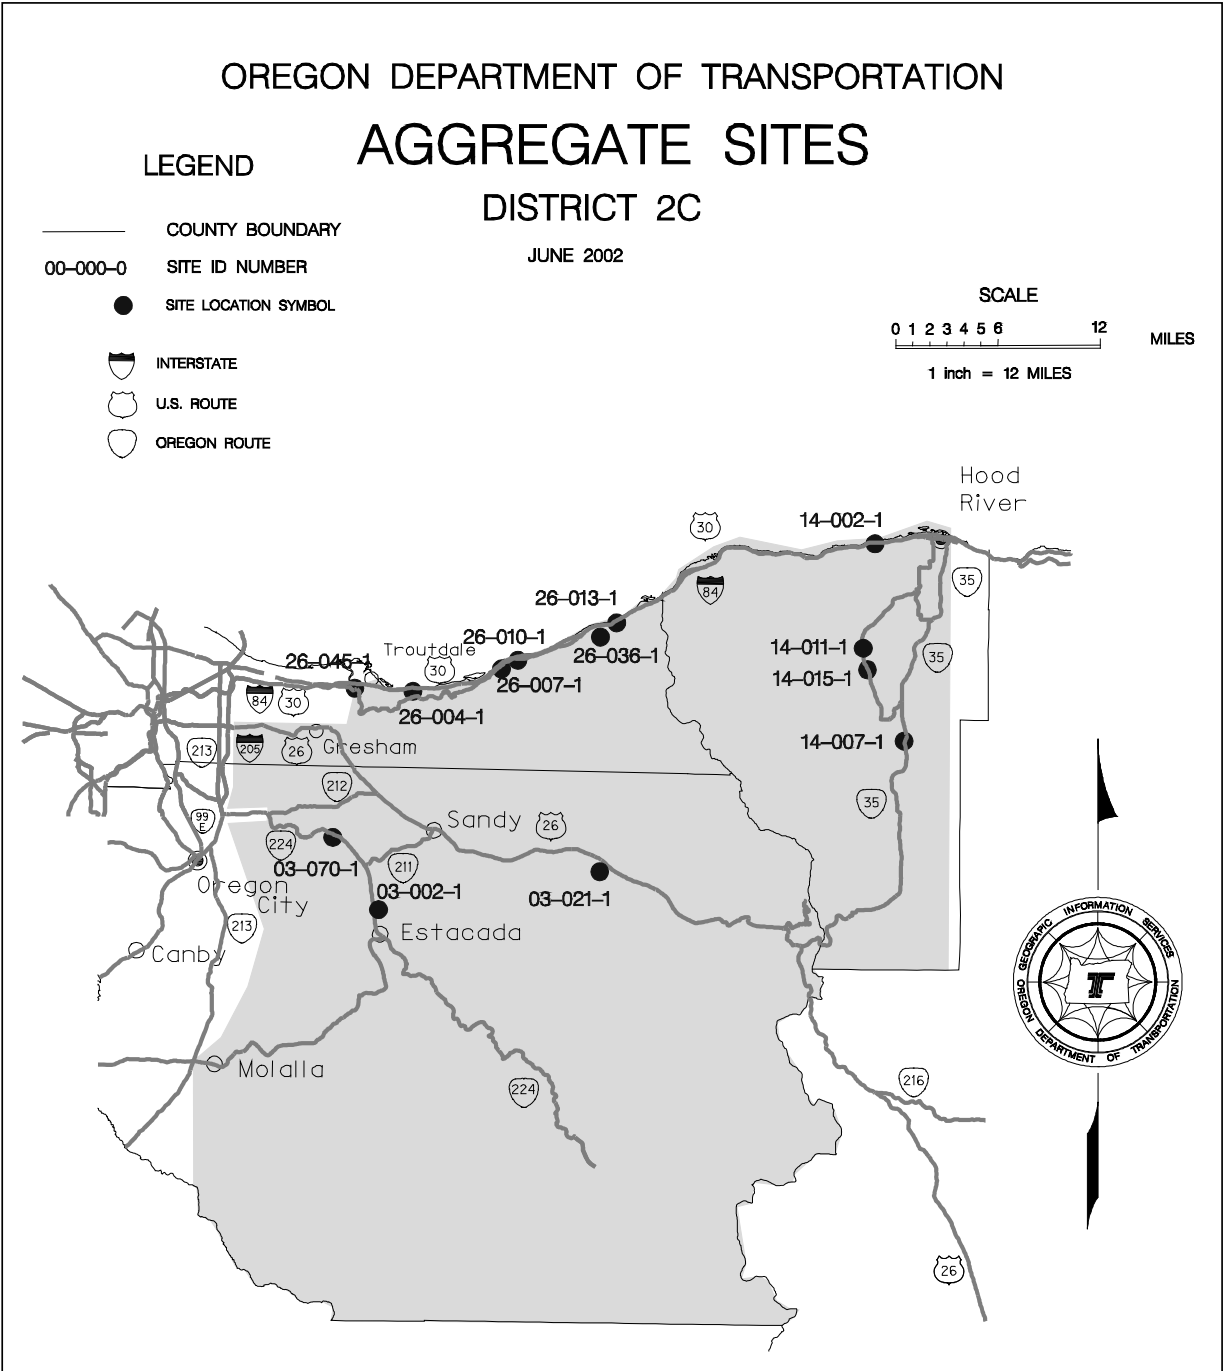 OREGON DEPARTMENT OF TRANSPORTATION
AGGREGATE SITES
DISTRICT 2C
JUNE 2002
LEGEND
COUNTY BOUNDARY
00-000-0 SITE ID NUMBER
SITE LOCATION SYMBOL
INTERSTATE
U.S. ROUTE
OREGON ROUTE
SCALE
0 1 2 3 4 5 6 12
MILES
1 inch = 12 MILES
Hood
River
14-002-1
30
84
35
26-013-1
26-010-1
26-036-1
Troutdale
26-045-1
30
26-007-1
84
30
26-004-1
14-011-1
35
14-015-1
14-007-1
213
205
26
Gresham
212
35
99
E
Sandy
26
224
03-070-1
211
03-002-1
03-021-1
Oregon
City
213
Estacada
Canby
Molalla
224
216
26
GEOGRAPIC INFORMATION SERVICES
OREGON DEPARTMENT OF TRANSPORTATION
T